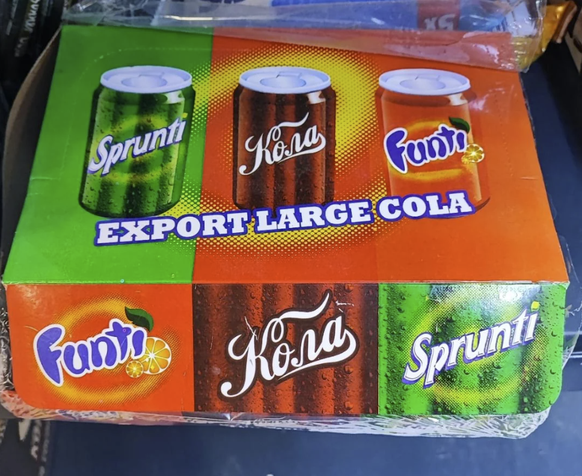 Sprunti
Кола
Funti
EXPORT LARGE COLA
Funti
Кола
Sprunti